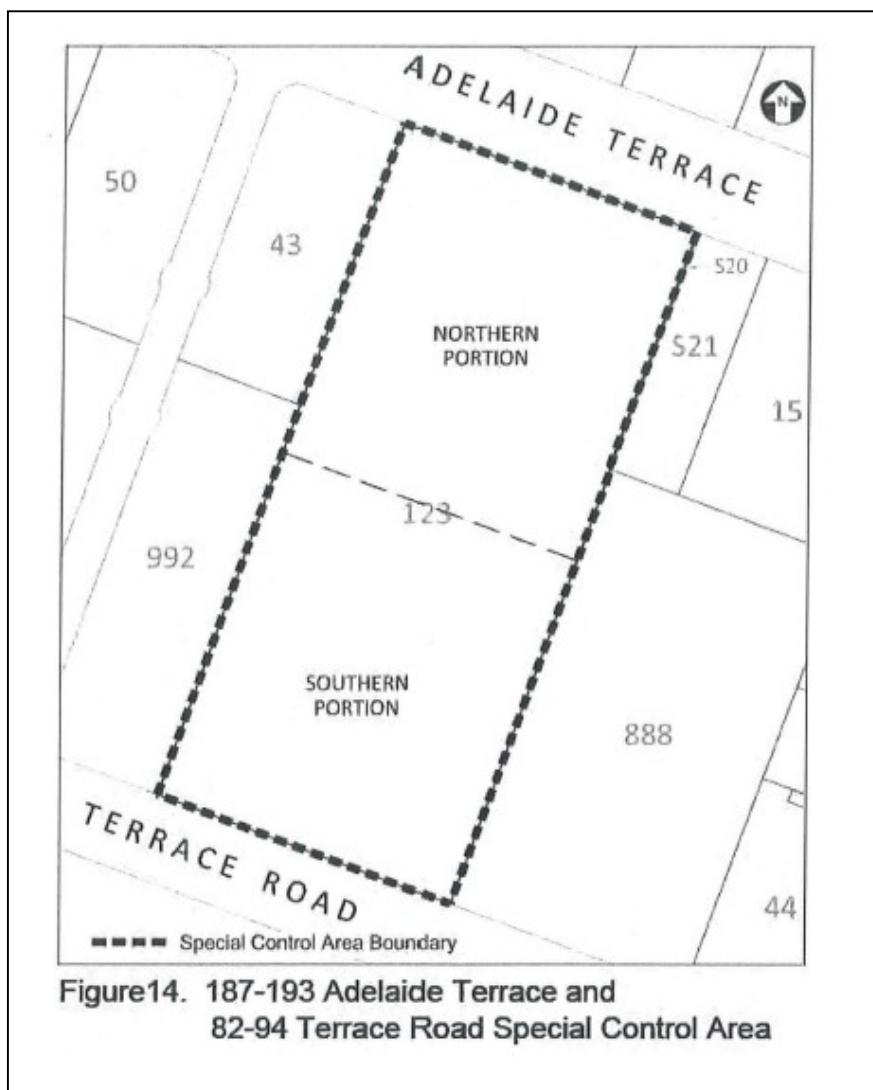 ADELAIDE TERRACE
N
50
43
S20
NORTHERN
PORTION
S21
15
123
992
SOUTHERN
PORTION
888
TERRACE ROAD
44
Special Control Area Boundary
Figure14. 187-193 Adelaide Terrace and
82-94 Terrace Road Special Control Area